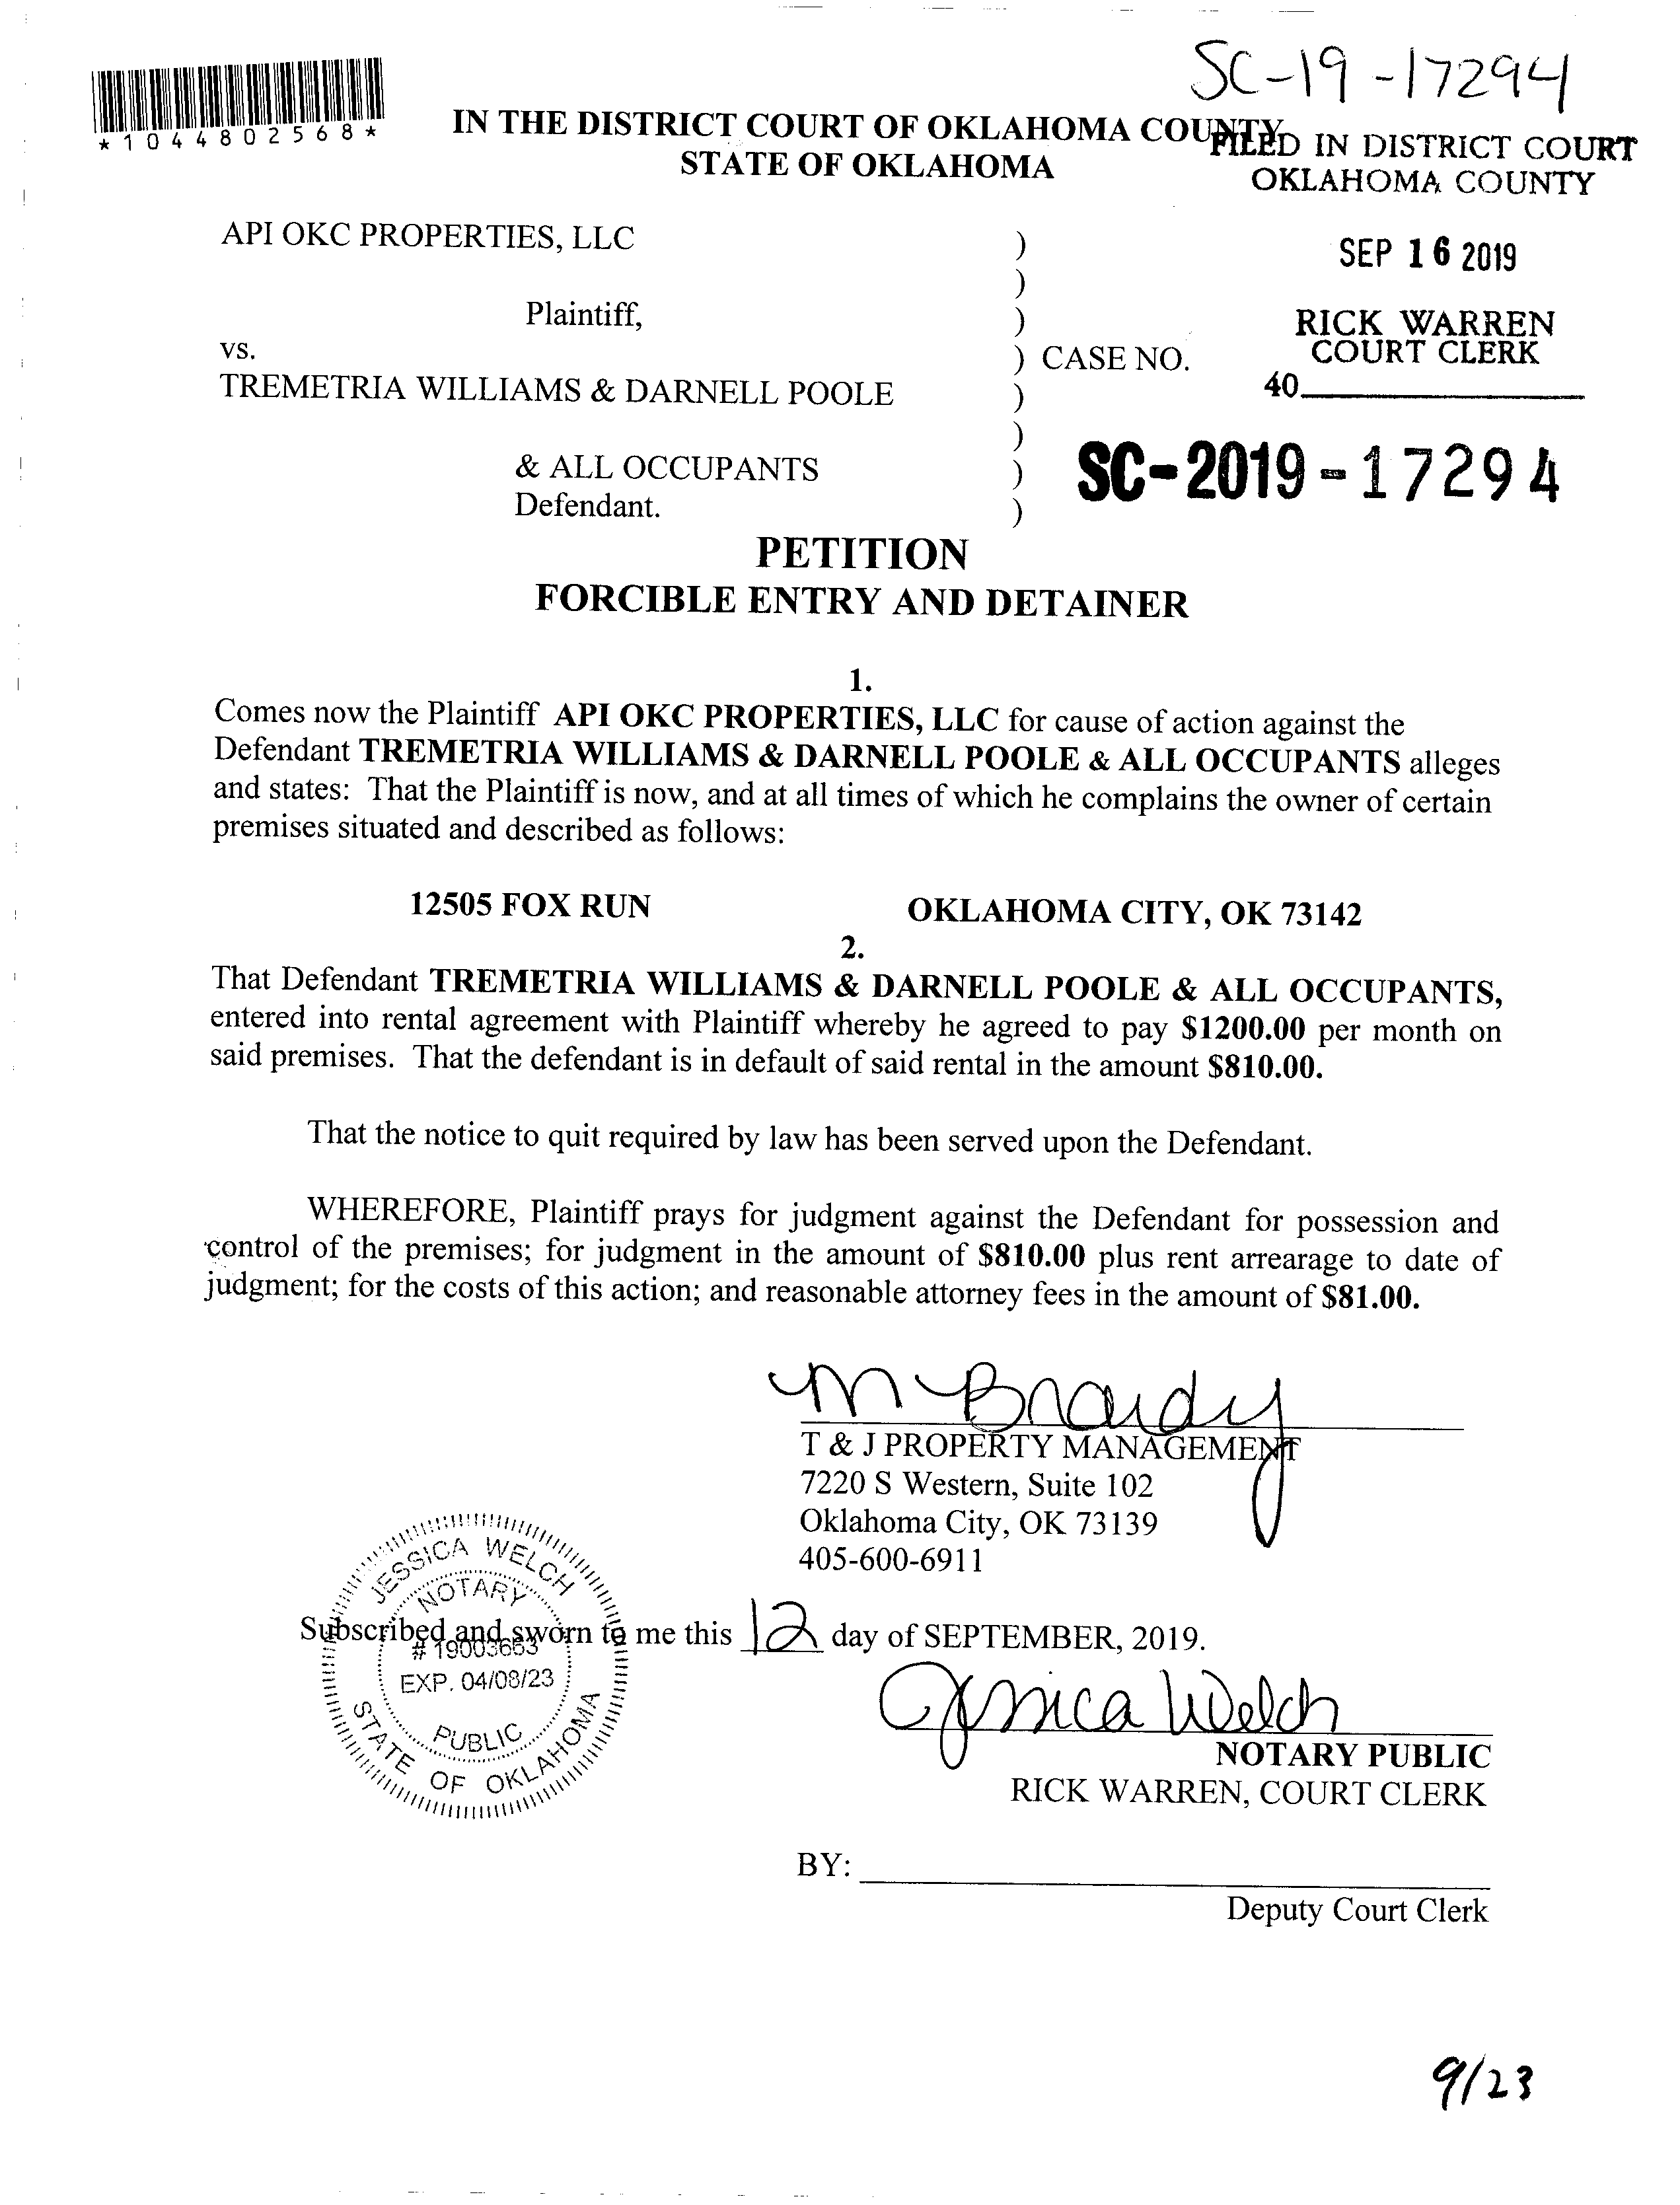 SC-19-17294
*1044802568*
IN THE DISTRICT COURT OF OKLAHOMA COUNTY
STATE OF OKLAHOMA
FILED IN DISTRICT COURT
OKLAHOMA COUNTY
SEP 16 2019
RICK WARREN
COURT CLERK
40
API OKC PROPERTIES, LLC )
)
Plaintiff, )
vs. ) CASE NO.
TREMETRIA WILLIAMS & DARNELL POOLE )
)
& ALL OCCUPANTS )
Defendant. )
SC-2019-17294
PETITION
FORCIBLE ENTRY AND DETAINER
1.
Comes now the Plaintiff API OKC PROPERTIES, LLC for cause of action against the
Defendant TREMETRIA WILLIAMS & DARNELL POOLE & ALL OCCUPANTS alleges
and states: That the Plaintiff is now, and at all times of which he complains the owner of certain
premises situated and described as follows:
12505 FOX RUN OKLAHOMA CITY, OK 73142
2.
That Defendant TREMETRIA WILLIAMS & DARNELL POOLE & ALL OCCUPANTS,
entered into rental agreement with Plaintiff whereby he agreed to pay $1200.00 per month on
said premises. That the defendant is in default of said rental in the amount $810.00.
That the notice to quit required by law has been served upon the Defendant.
WHEREFORE, Plaintiff prays for judgment against the Defendant for possession and
control of the premises; for judgment in the amount of $810.00 plus rent arrearage to date of
judgment; for the costs of this action; and reasonable attorney fees in the amount of $81.00.
M Brady
T & J PROPERTY MANAGEMENT
7220 S Western, Suite 102
Oklahoma City, OK 73139
405-600-6911
Subscribed and sworn to me this 12 day of SEPTEMBER, 2019.
JESSICA WELCH
NOTARY
# 19003663
EXP. 04/08/23
PUBLIC
STATE OF OKLAHOMA
Jessica Welch
NOTARY PUBLIC
RICK WARREN, COURT CLERK
BY:
Deputy Court Clerk
9/23